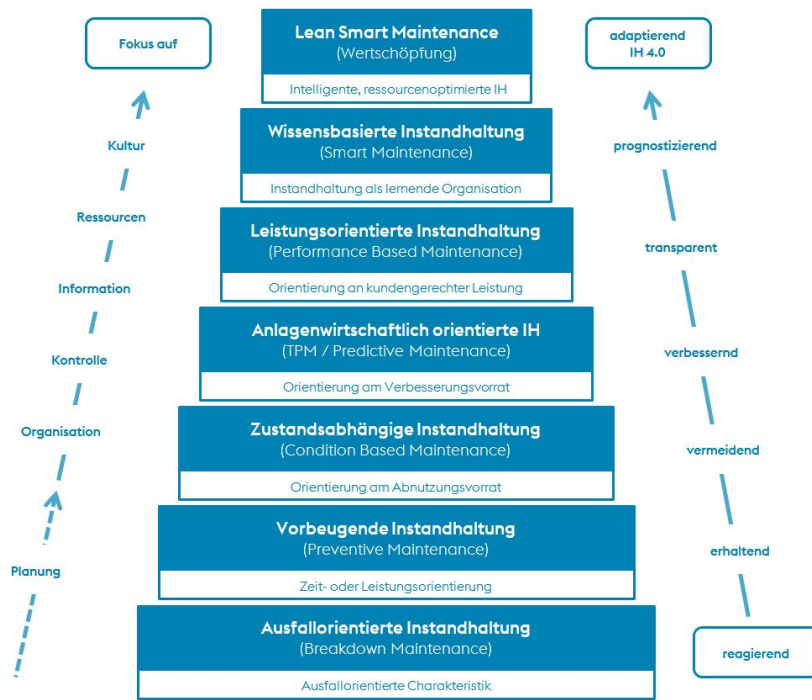 Fokus auf
Lean Smart Maintenance
(Wertschöpfung)
Intelligente, ressourcenoptimierte IH
adaptierend
IH 4.0
Kultur
Wissensbasierte Instandhaltung
(Smart Maintenance)
Instandhaltung als lernende Organisation
prognostizierend
Ressourcen
Leistungsorientierte Instandhaltung
(Performance Based Maintenance)
Orientierung an kundengerechter Leistung
transparent
Information
Anlagenwirtschaftlich orientierte IH
(TPM / Predictive Maintenance)
Orientierung am Verbesserungsvorrat
verbessernd
Kontrolle
Organisation
Zustandsabhängige Instandhaltung
(Condition Based Maintenance)
Orientierung am Abnutzungsvorrat
vermeidend
Planung
Vorbeugende Instandhaltung
(Preventive Maintenance)
Zeit- oder Leistungsorientierung
erhaltend
Ausfallorientierte Instandhaltung
(Breakdown Maintenance)
Ausfallorientierte Charakteristik
reagierend